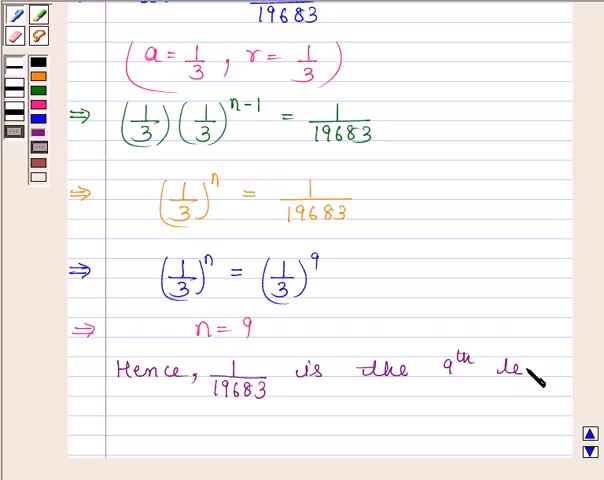 19683
(a = 1/3 , r = 1/3)
⇒ (1/3) (1/3)^(n-1) = 1/19683
⇒ (1/3)^n = 1/19683
⇒ (1/3)^n = (1/3)^9
⇒ n = 9
Hence, 1/19683 is the 9th te